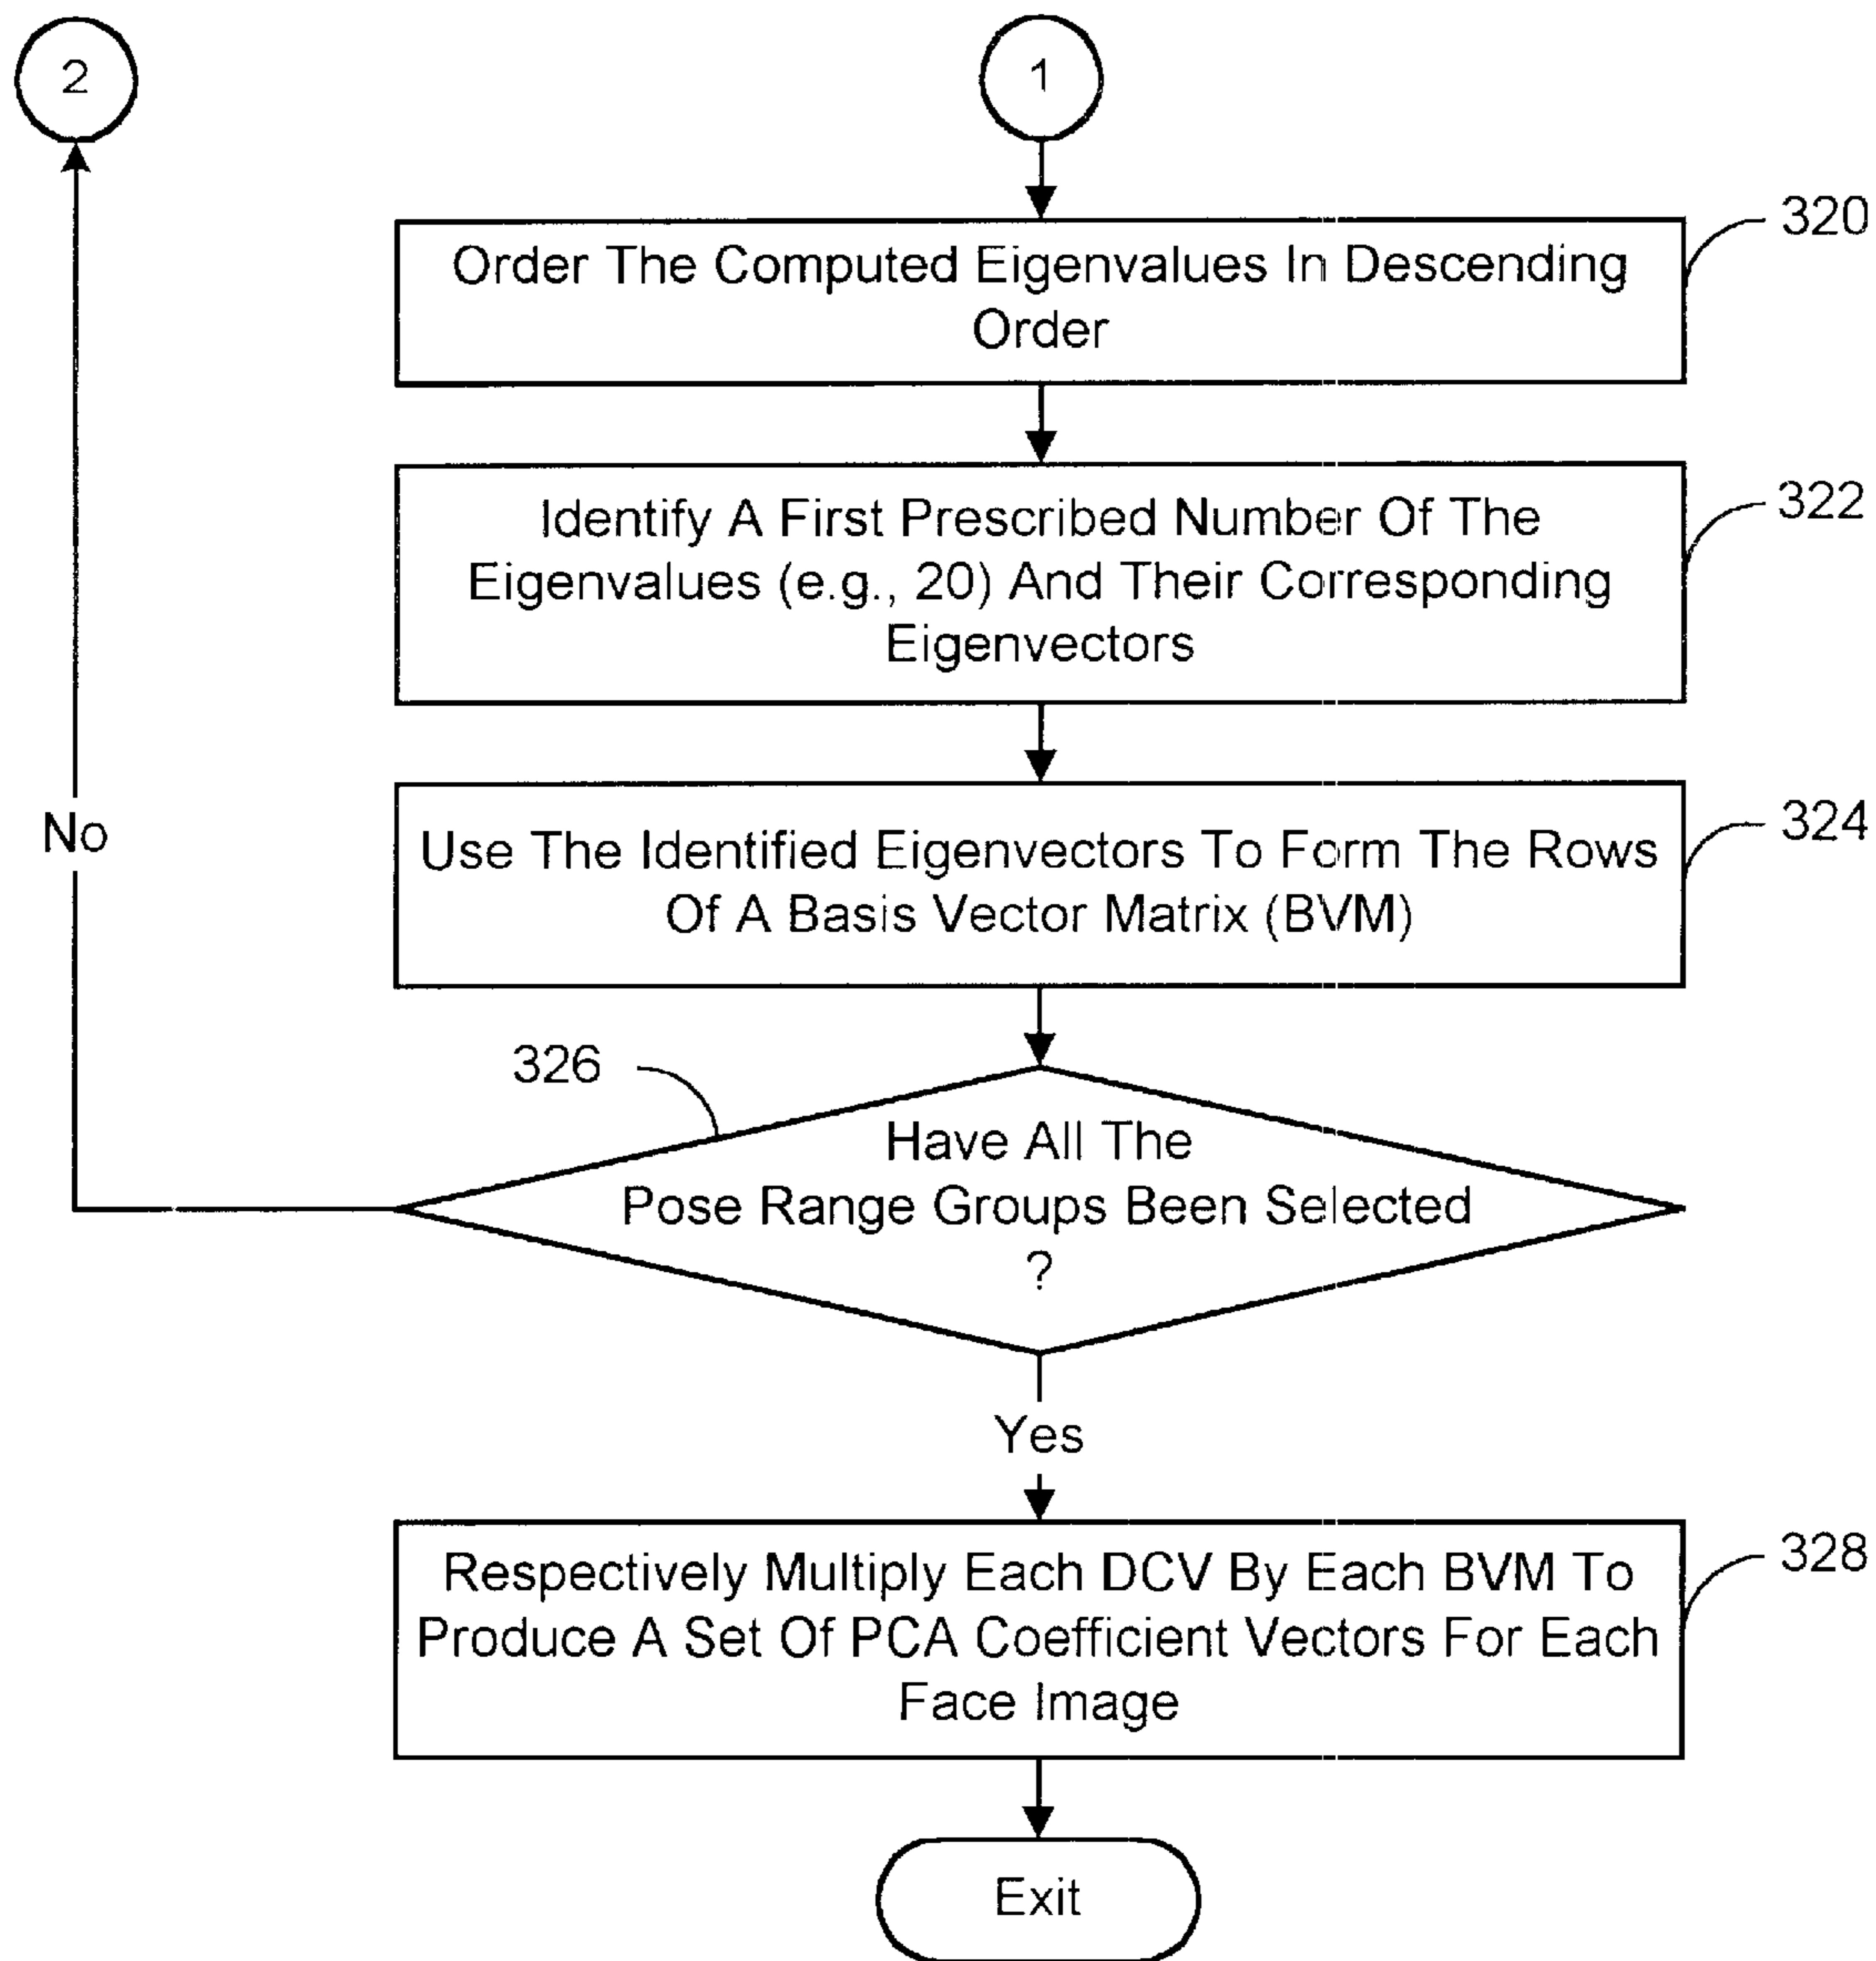 2
1
320
Order The Computed Eigenvalues In Descending
Order
322
Identify A First Prescribed Number Of The
Eigenvalues (e.g., 20) And Their Corresponding
Eigenvectors
324
Use The Identified Eigenvectors To Form The Rows
Of A Basis Vector Matrix (BVM)
No
326
Have All The
Pose Range Groups Been Selected
?
Yes
328
Respectively Multiply Each DCV By Each BVM To
Produce A Set Of PCA Coefficient Vectors For Each
Face Image
Exit